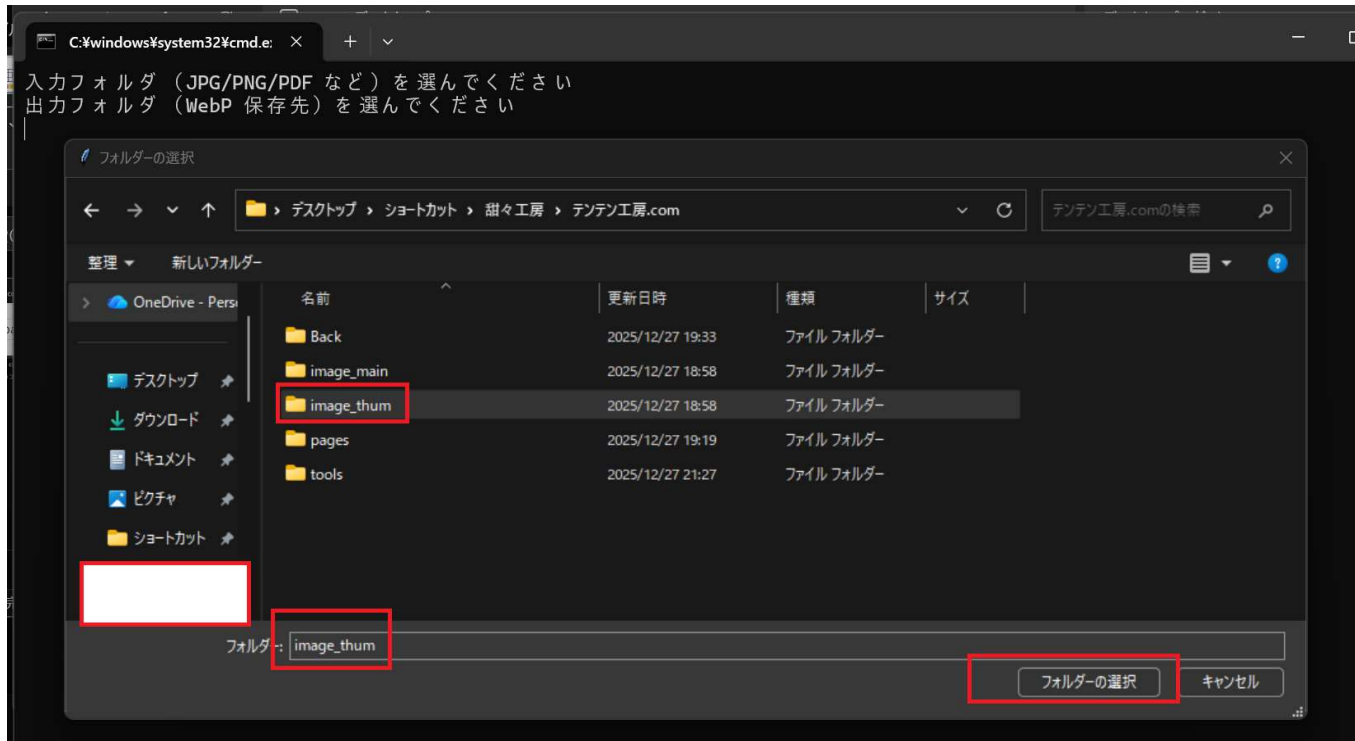 C:¥windows¥system32¥cmd.e:
入力フォルダ（JPG/PNG/PDF など）を選んでください
出力フォルダ（WebP 保存先）を選んでください
フォルダーの選択
デスクトップ › ショートカット › 甜々工房 › テンテン工房.com
テンテン工房.comの検索
整理 新しいフォルダー
OneDrive - Perso
名前 更新日時 種類 サイズ
Back 2025/12/27 19:33 ファイル フォルダー
image_main 2025/12/27 18:58 ファイル フォルダー
デスクトップ
image_thum 2025/12/27 18:58 ファイル フォルダー
ダウンロード
pages 2025/12/27 19:19 ファイル フォルダー
ドキュメント
tools 2025/12/27 21:27 ファイル フォルダー
ピクチャ
ショートカット
フォルダー: image_thum
フォルダーの選択 キャンセル